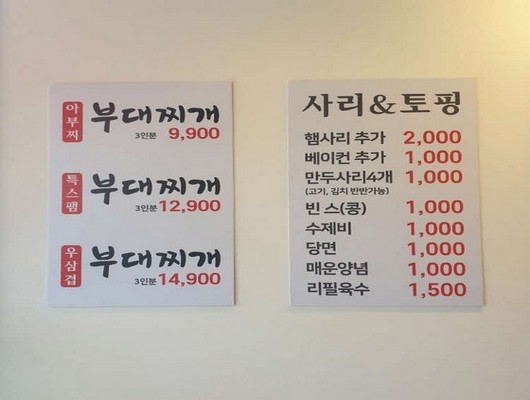 아부찌 부대찌개
3인분 9,900
특스팸 부대찌개
3인분 12,900
우삼겹 부대찌개
3인분 14,900
사리&토핑
햄사리 추가 2,000
베이컨 추가 1,000
만두사리4개 1,000
(고기, 김치 반반가능)
빈 스(콩) 1,000
수제비 1,000
당면 1,000
매운양념 1,000
리필육수 1,500